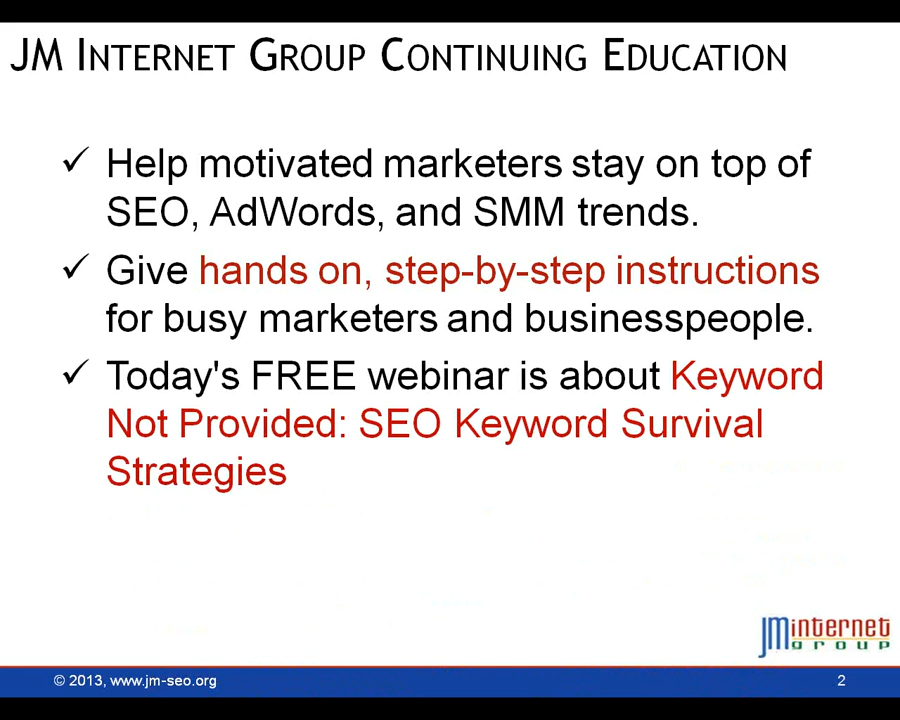 JM Internet Group Continuing Education
✓ Help motivated marketers stay on top of
SEO, AdWords, and SMM trends.
✓ Give hands on, step-by-step instructions
for busy marketers and businesspeople.
✓ Today's FREE webinar is about Keyword
Not Provided: SEO Keyword Survival
Strategies
JMinternet
group
© 2013, www.jm-seo.org
2